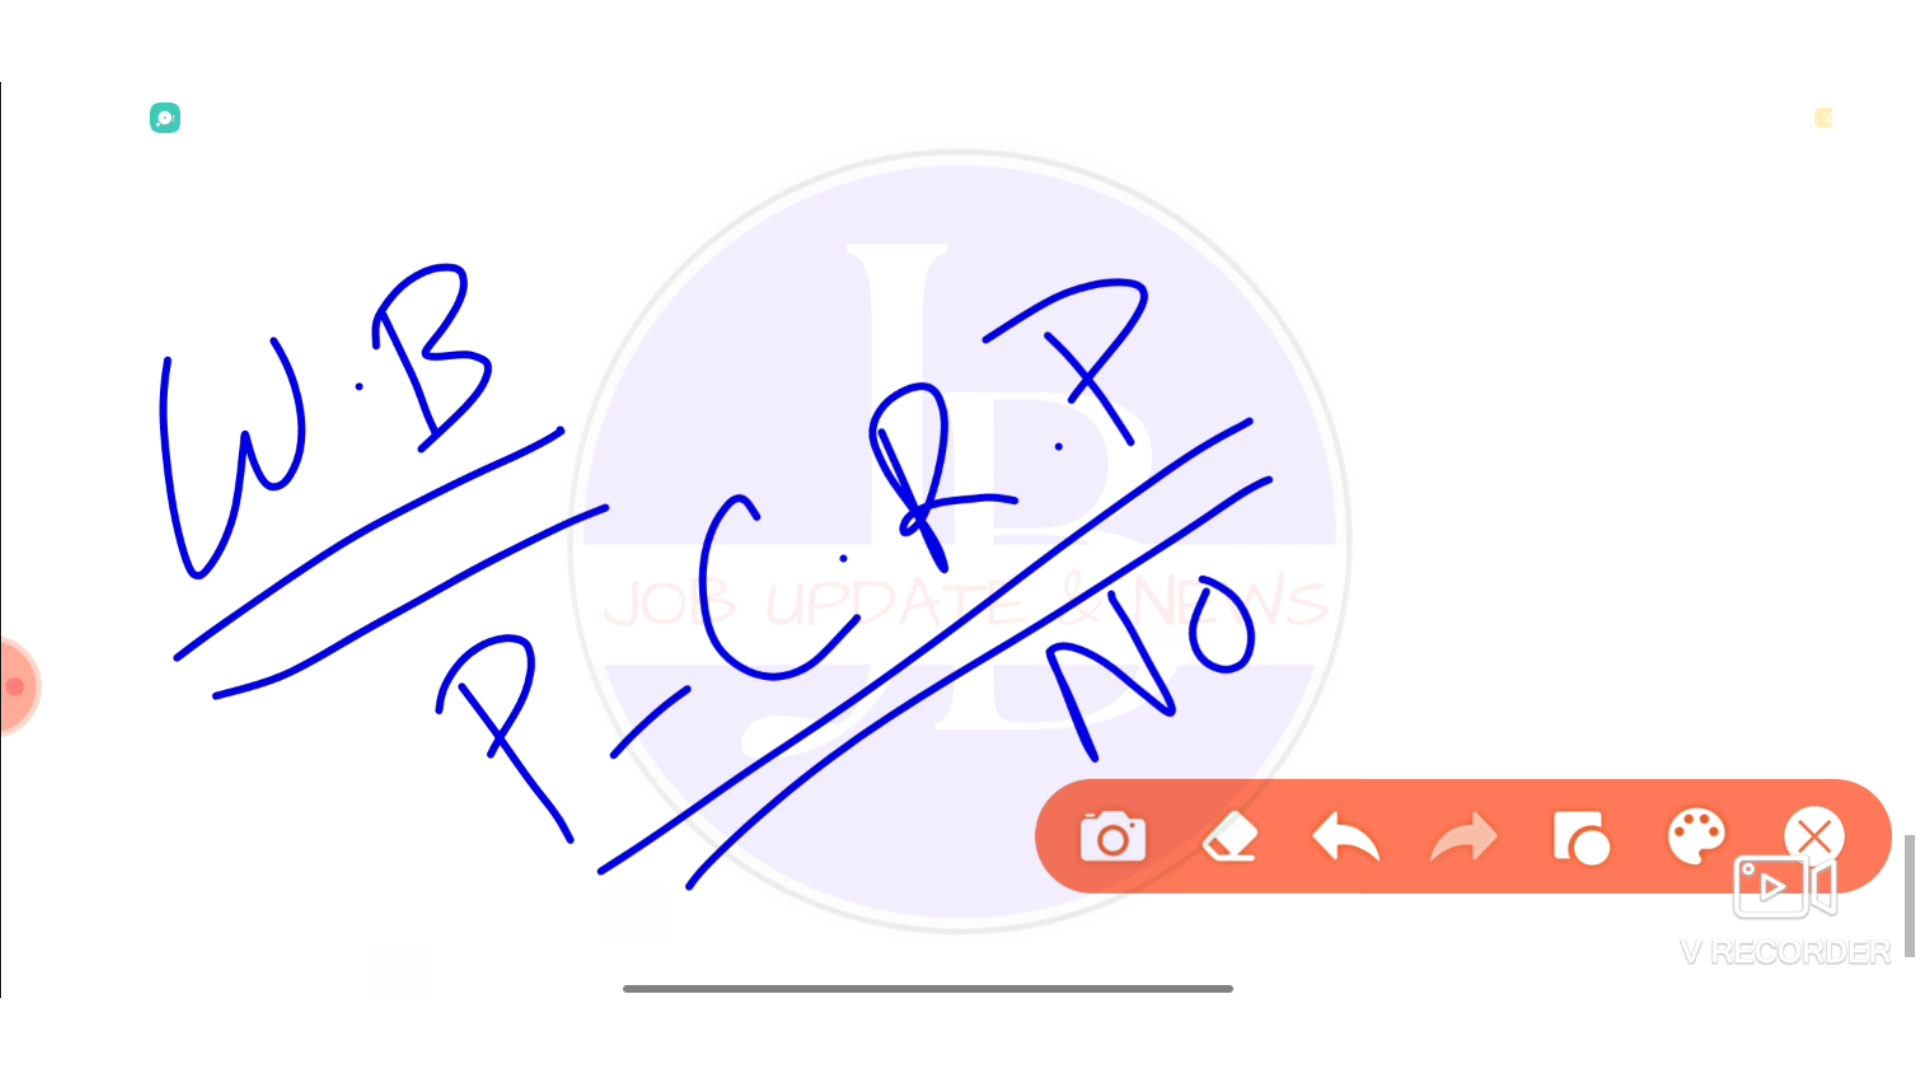 W.B
P-C.R.P
NO
JOB UPDATE & NEWS
V RECORDER